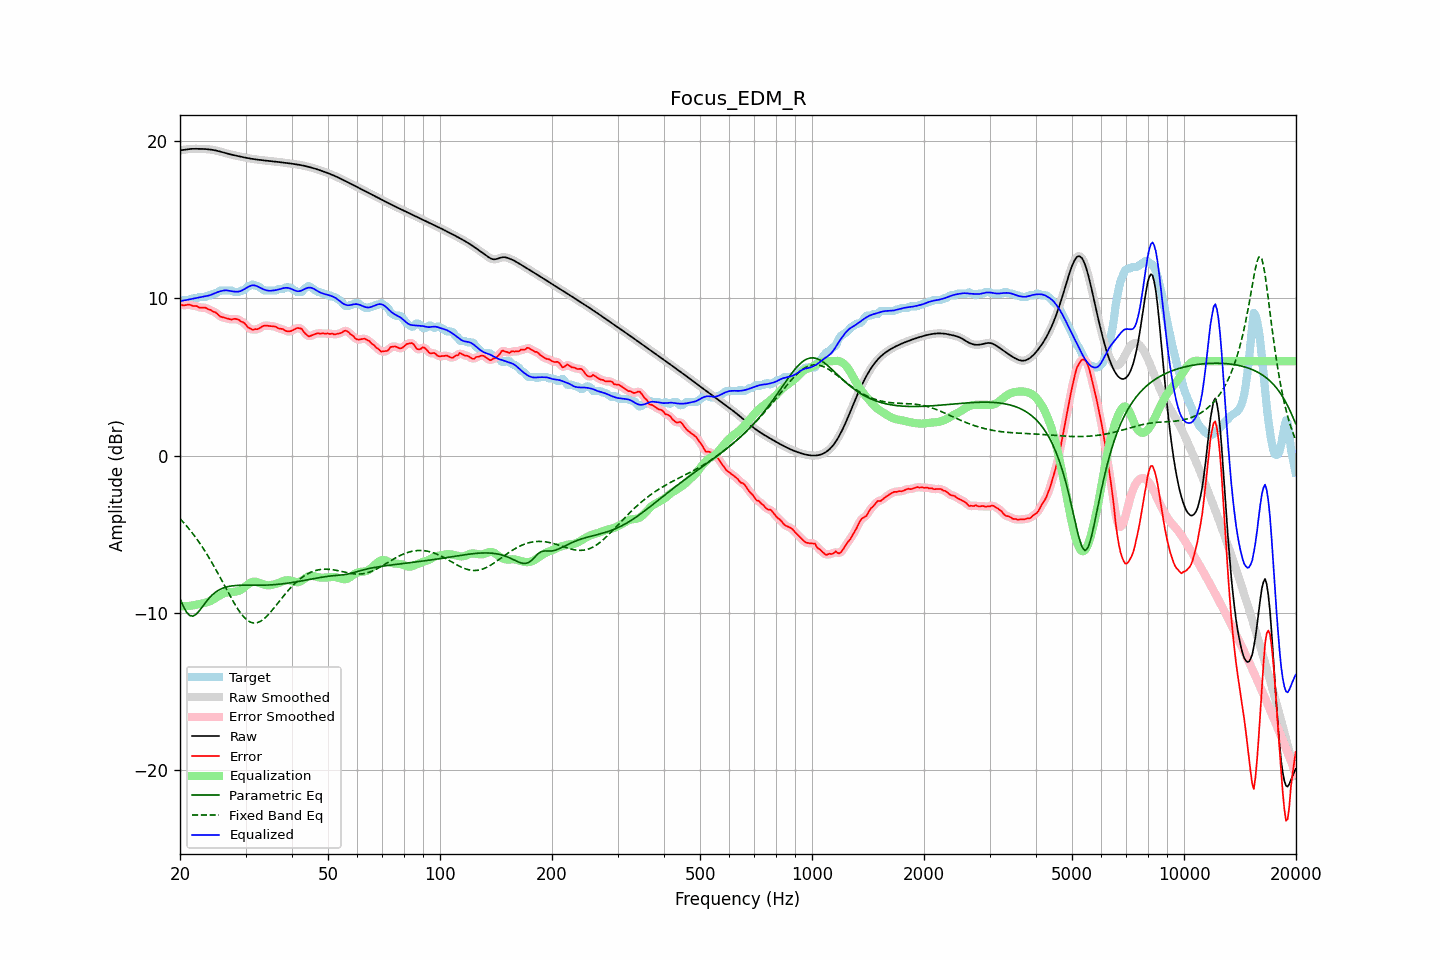 Focus_EDM_R
Amplitude (dBr)
20
10
0
−10
−20
Target
Raw Smoothed
Error Smoothed
Raw
Error
Equalization
Parametric Eq
Fixed Band Eq
Equalized
20 50 100 200 500 1000 2000 5000 10000 20000
Frequency (Hz)